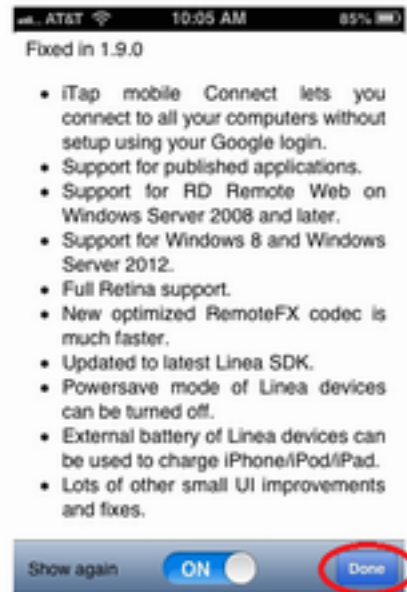 AT&T 10:05 AM 85%
Fixed in 1.9.0
• iTap mobile Connect lets you
connect to all your computers without
setup using your Google login.
• Support for published applications.
• Support for RD Remote Web on
Windows Server 2008 and later.
• Support for Windows 8 and Windows
Server 2012.
• Full Retina support.
• New optimized RemoteFX codec is
much faster.
• Updated to latest Linea SDK.
• Powersave mode of Linea devices
can be turned off.
• External battery of Linea devices can
be used to charge iPhone/iPod/iPad.
• Lots of other small UI improvements
and fixes.
Show again ON Done